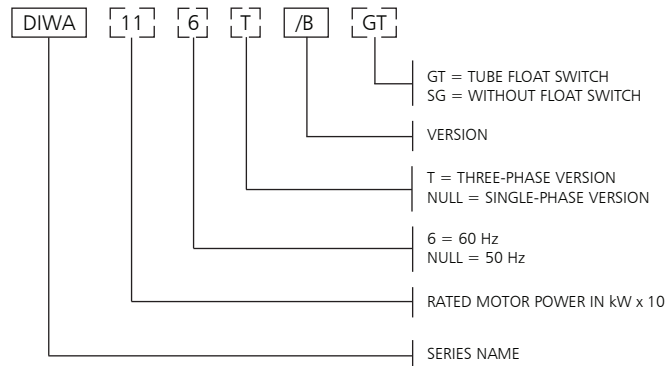 DIWA 11 6 T /B GT
GT = TUBE FLOAT SWITCH
SG = WITHOUT FLOAT SWITCH
VERSION
T = THREE-PHASE VERSION
NULL = SINGLE-PHASE VERSION
6 = 60 Hz
NULL = 50 Hz
RATED MOTOR POWER IN kW x 10
SERIES NAME